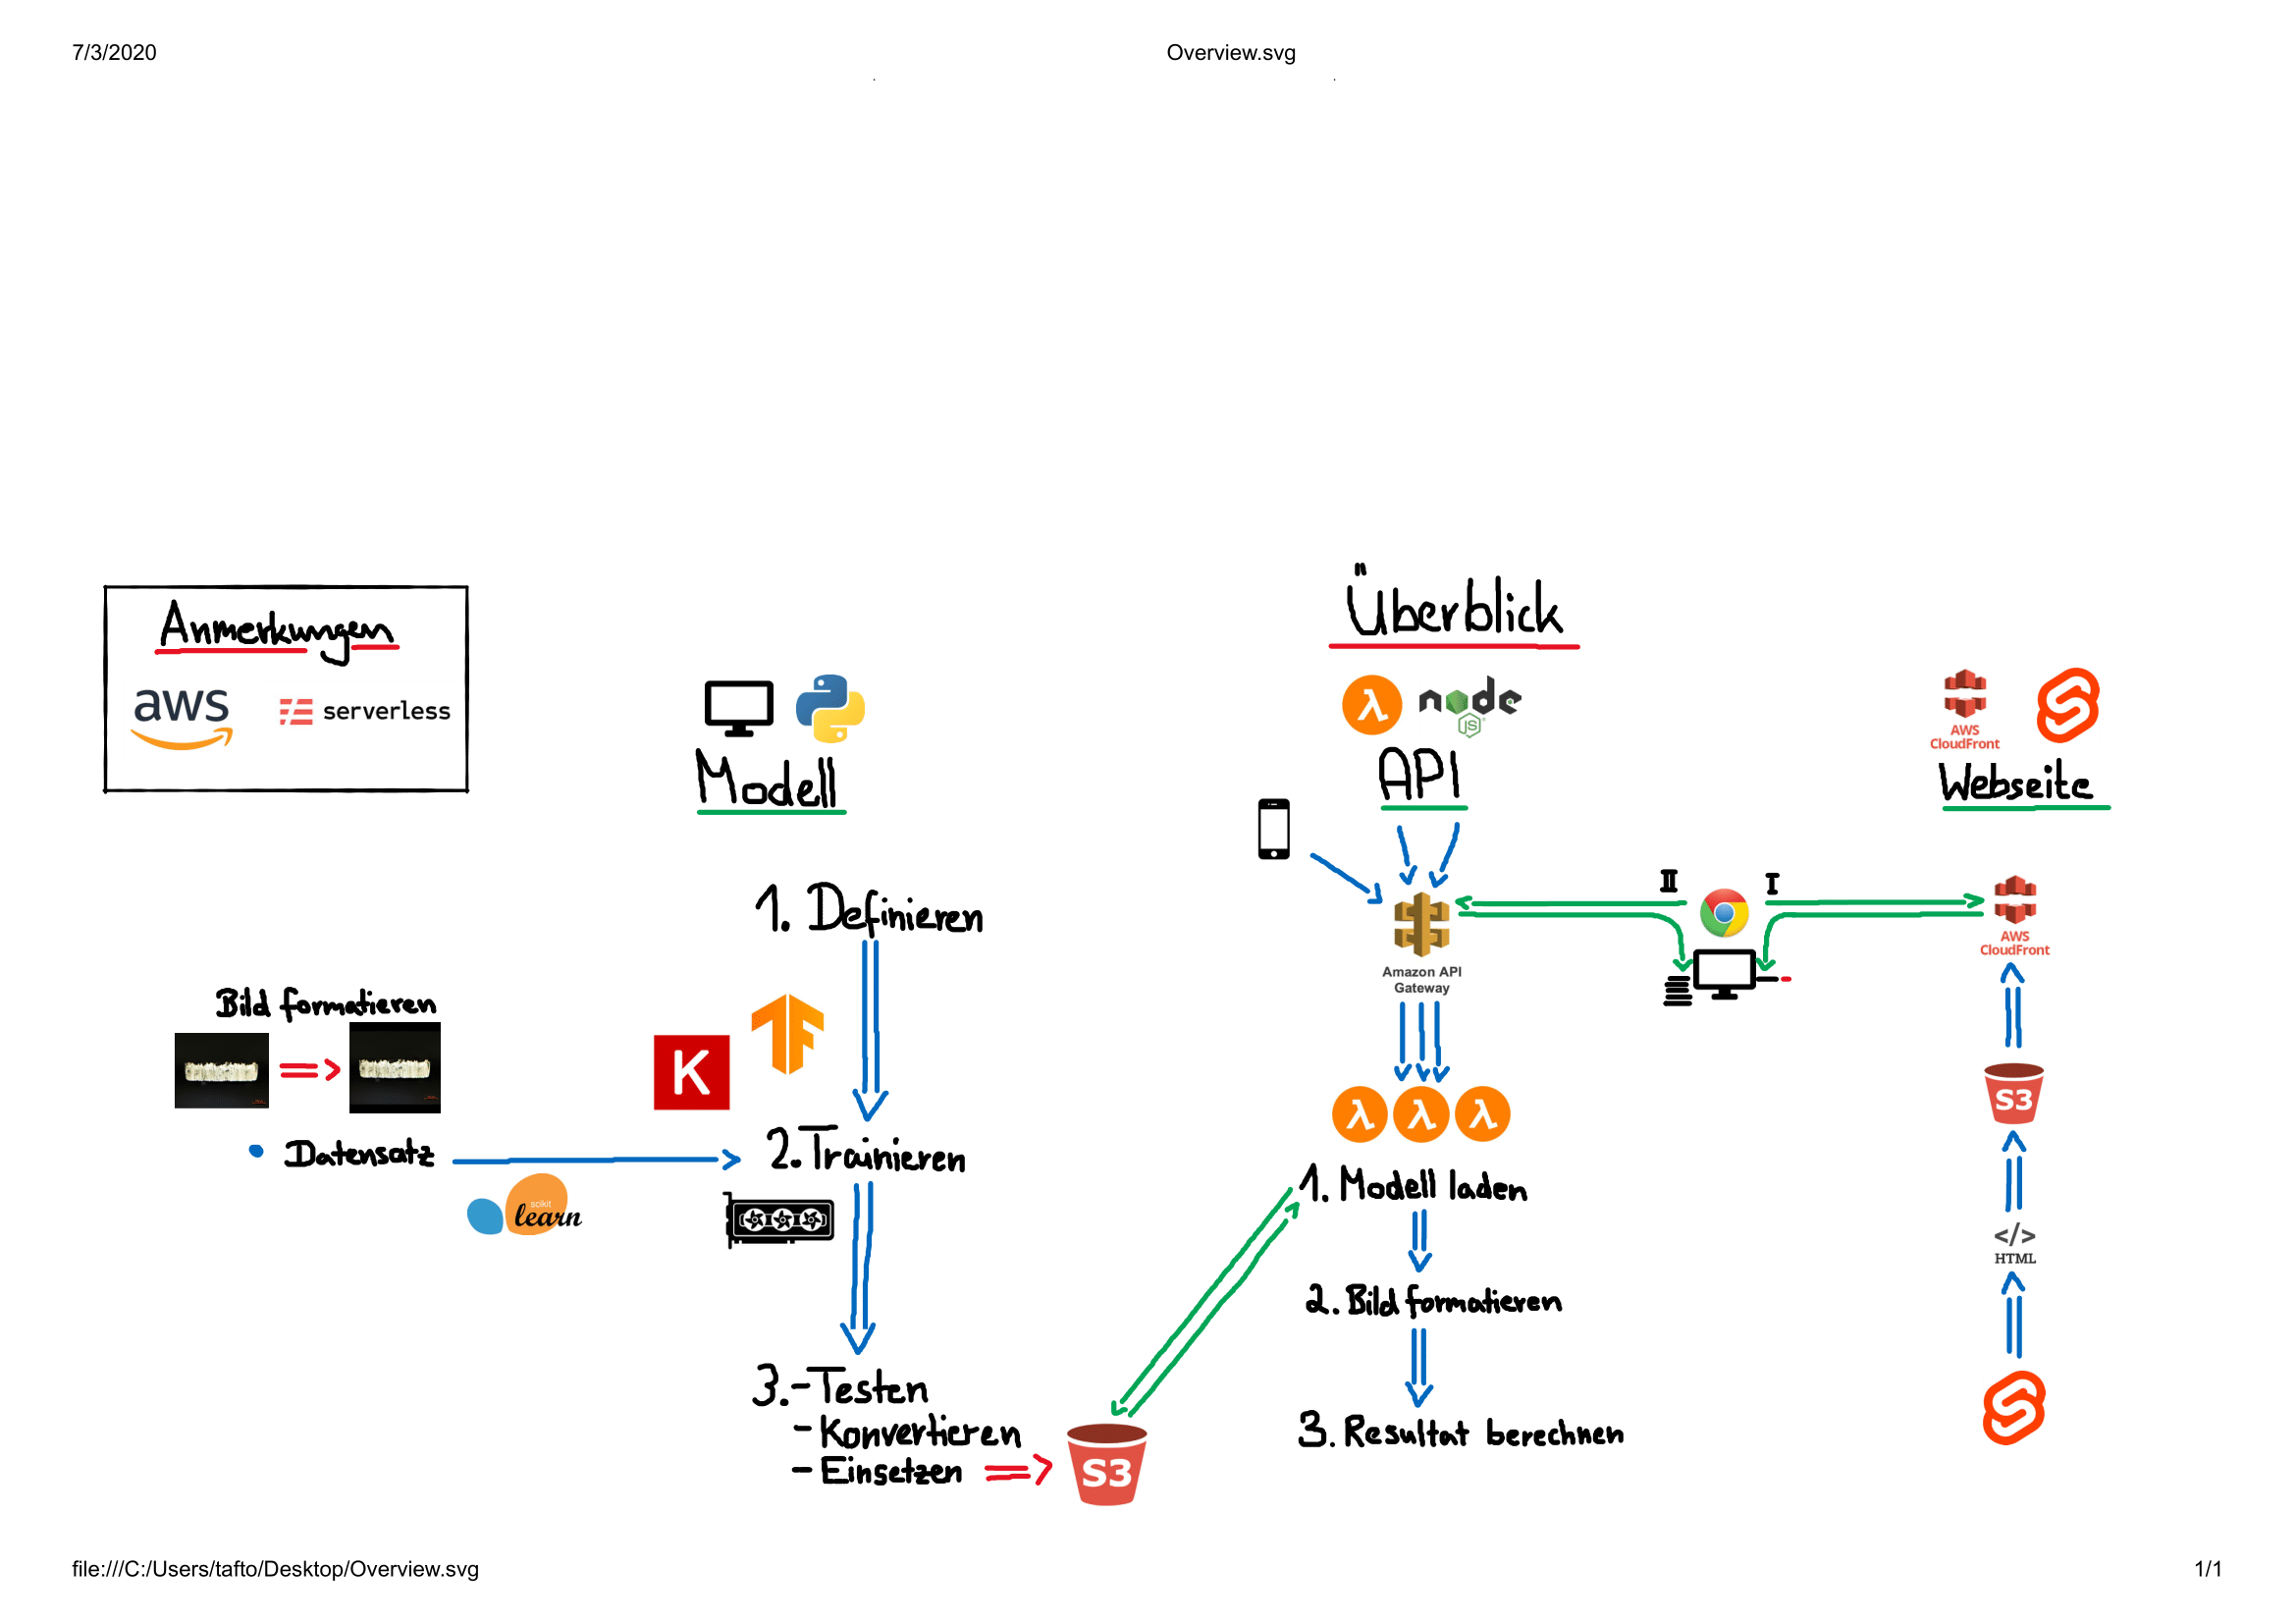 7/3/2020
Overview.svg
Anmerkungen
aws
serverless
Modell
1. Definieren
Bild formatieren
K
• Datensatz
2. Trainieren
scikit
learn
3. - Testen
- Konvertieren
- Einsetzen
S3
Überblick
node
JS
API
Amazon API
Gateway
1. Modell laden
2. Bild formatieren
3. Resultat berechnen
II
I
AWS
CloudFront
Webseite
AWS
CloudFront
S3
</>
HTML
file:///C:/Users/tafto/Desktop/Overview.svg
1/1